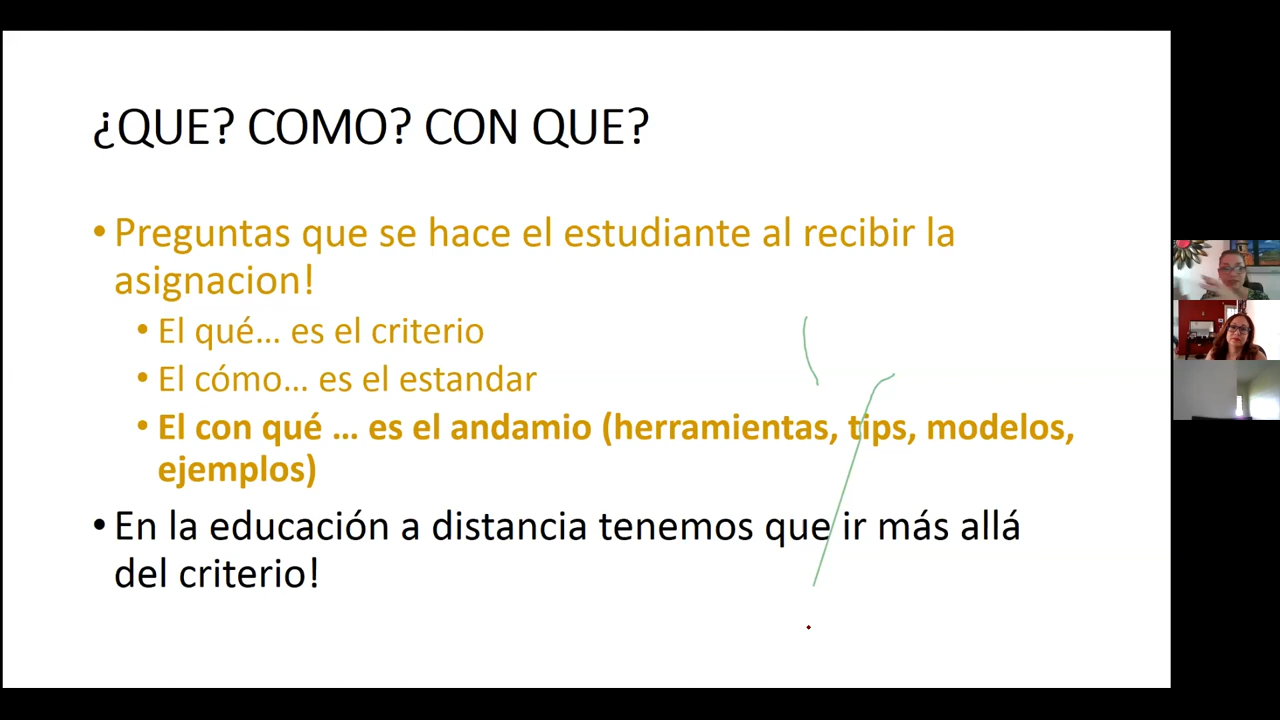 ¿QUE? COMO? CON QUE?
• Preguntas que se hace el estudiante al recibir la
asignacion!
• El qué... es el criterio
• El cómo... es el estandar
• El con qué ... es el andamio (herramientas, tips, modelos,
ejemplos)
• En la educación a distancia tenemos que ir más allá
del criterio!